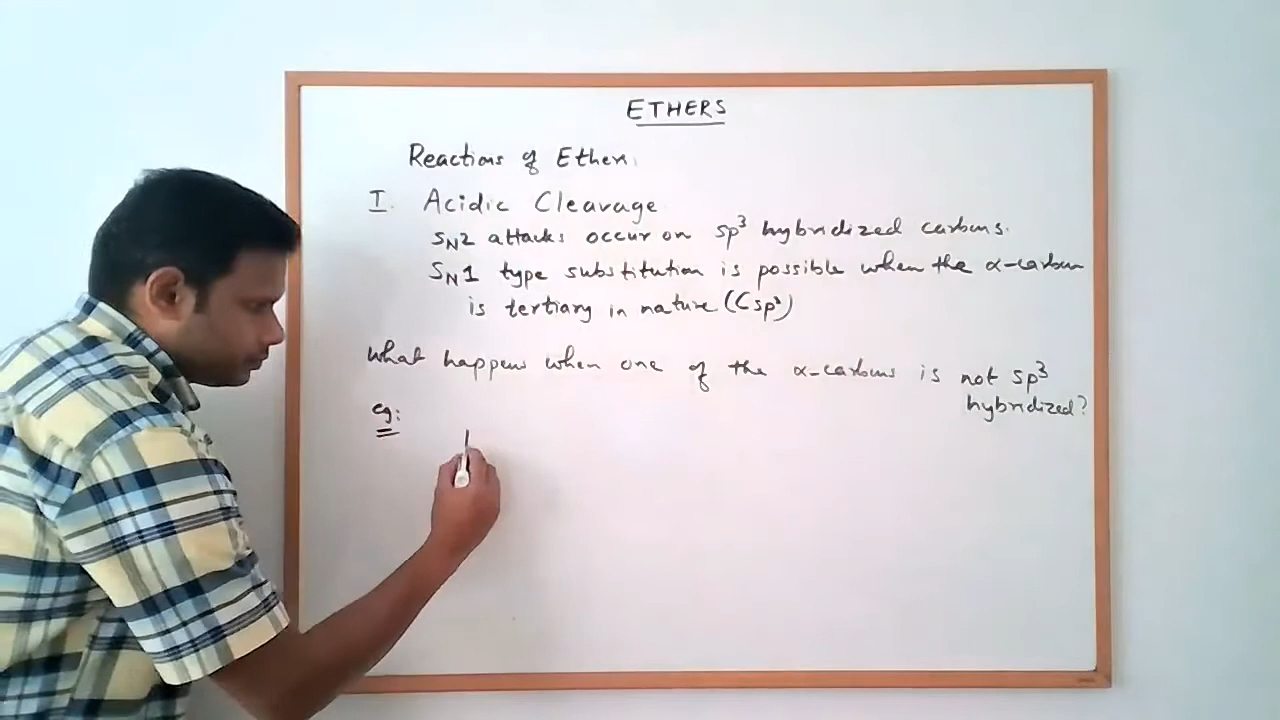 ETHERS
Reactions of Ethers.
I. Acidic Cleavage
SN2 attacks occur on sp³ hybridized carbons.
SN1 type substitution is possible when the α-carbon
is tertiary in nature (Csp³)
What happens when one of the α-carbons is not sp³
hybridized?
eg: